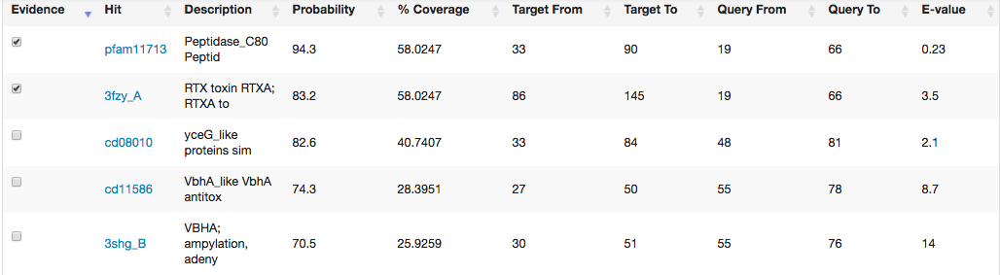 Evidence Hit Description Probability % Coverage Target From Target To Query From Query To E-value
pfam11713 Peptidase_C80 Peptid 94.3 58.0247 33 90 19 66 0.23
3fzy_A RTX toxin RTXA; RTXA to 83.2 58.0247 86 145 19 66 3.5
cd08010 yceG_like proteins sim 82.6 40.7407 33 84 48 81 2.1
cd11586 VbhA_like VbhA antitox 74.3 28.3951 27 50 55 78 8.7
3shg_B VBHA; ampylation, adeny 70.5 25.9259 30 51 55 76 14